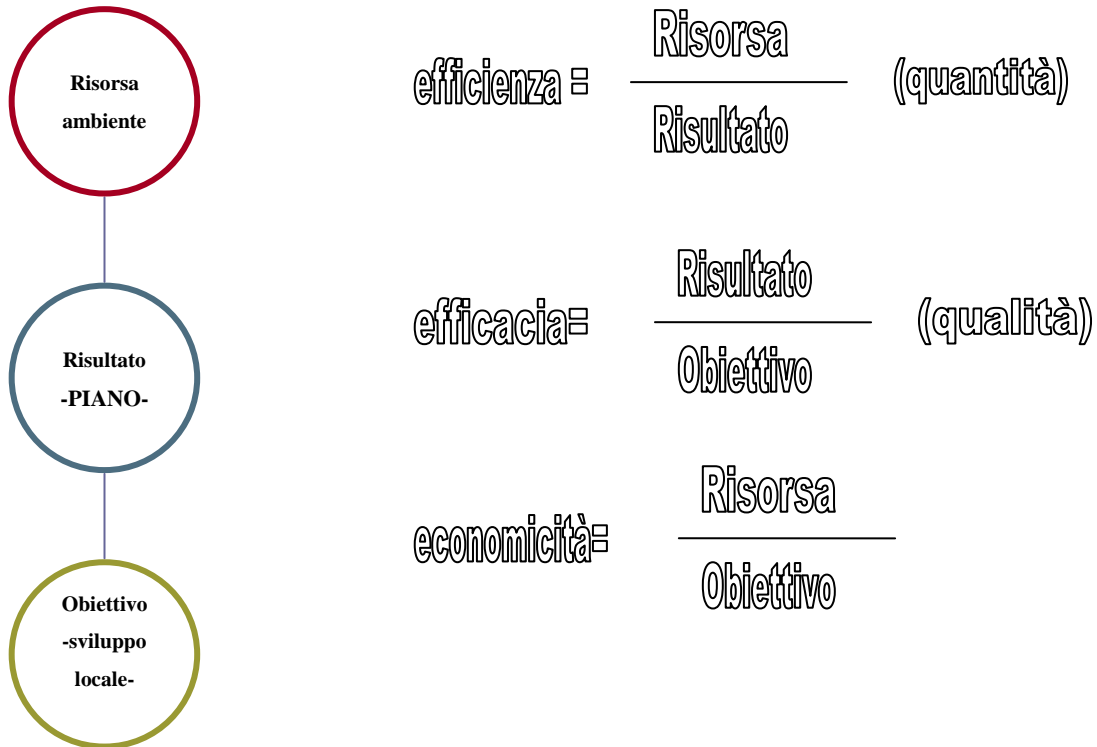 Risorsa
ambiente
efficienza =
Risorsa
Risultato
(quantità)
Risultato
-PIANO-
efficacia=
Risultato
Obiettivo
(qualità)
Obiettivo
-sviluppo
locale-
economicità=
Risorsa
Obiettivo